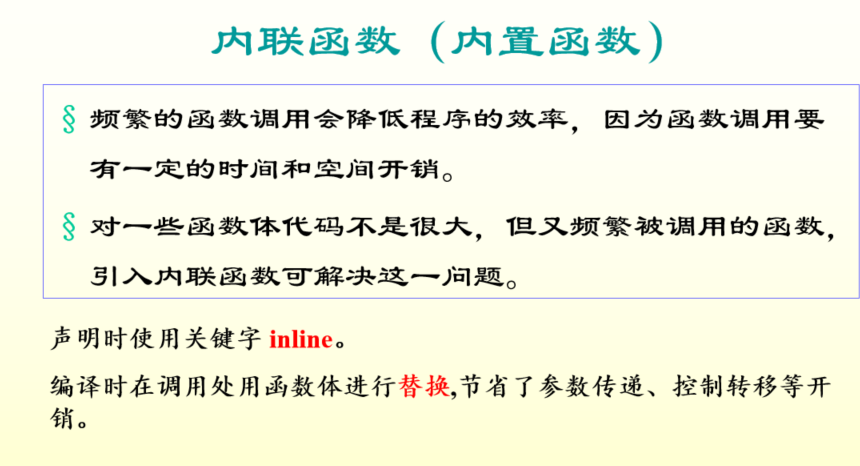 内联函数（内置函数）
§ 频繁的函数调用会降低程序的效率，因为函数调用要
有一定的时间和空间开销。
§ 对一些函数体代码不是很大，但又频繁被调用的函数，
引入内联函数可解决这一问题。
声明时使用关键字 inline。
编译时在调用处用函数体进行替换,节省了参数传递、控制转移等开
销。